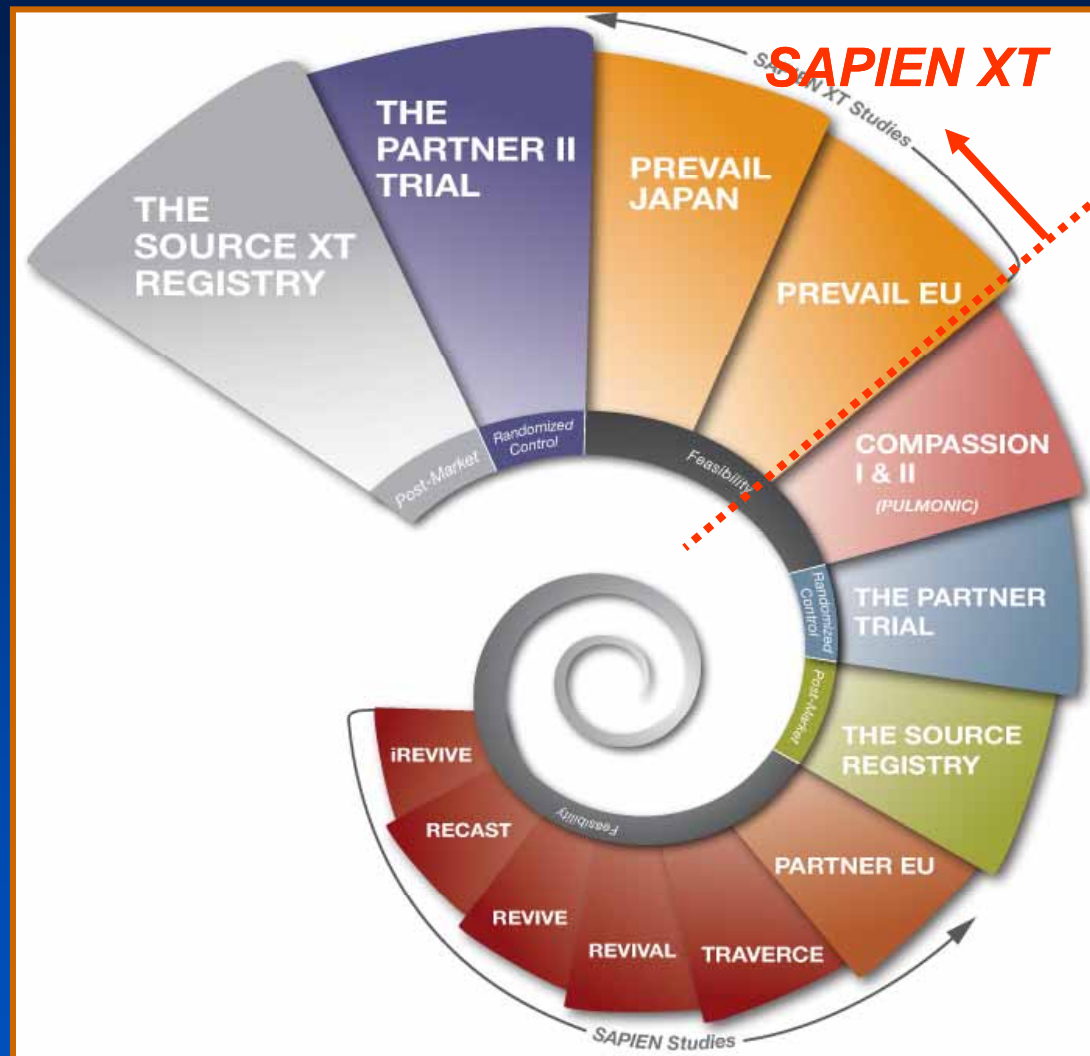 SAPIEN XT
SAPIEN XT Studies
THE
SOURCE XT
REGISTRY
THE
PARTNER II
TRIAL
PREVAIL
JAPAN
PREVAIL EU
COMPASSION
I & II
(PULMONIC)
THE PARTNER
TRIAL
THE SOURCE
REGISTRY
PARTNER EU
TRAVERCE
REVIVAL
REVIVE
RECAST
iREVIVE
Post-Market
Randomized
Control
Feasibility
Randomized
Control
Post-Market
Feasibility
SAPIEN Studies